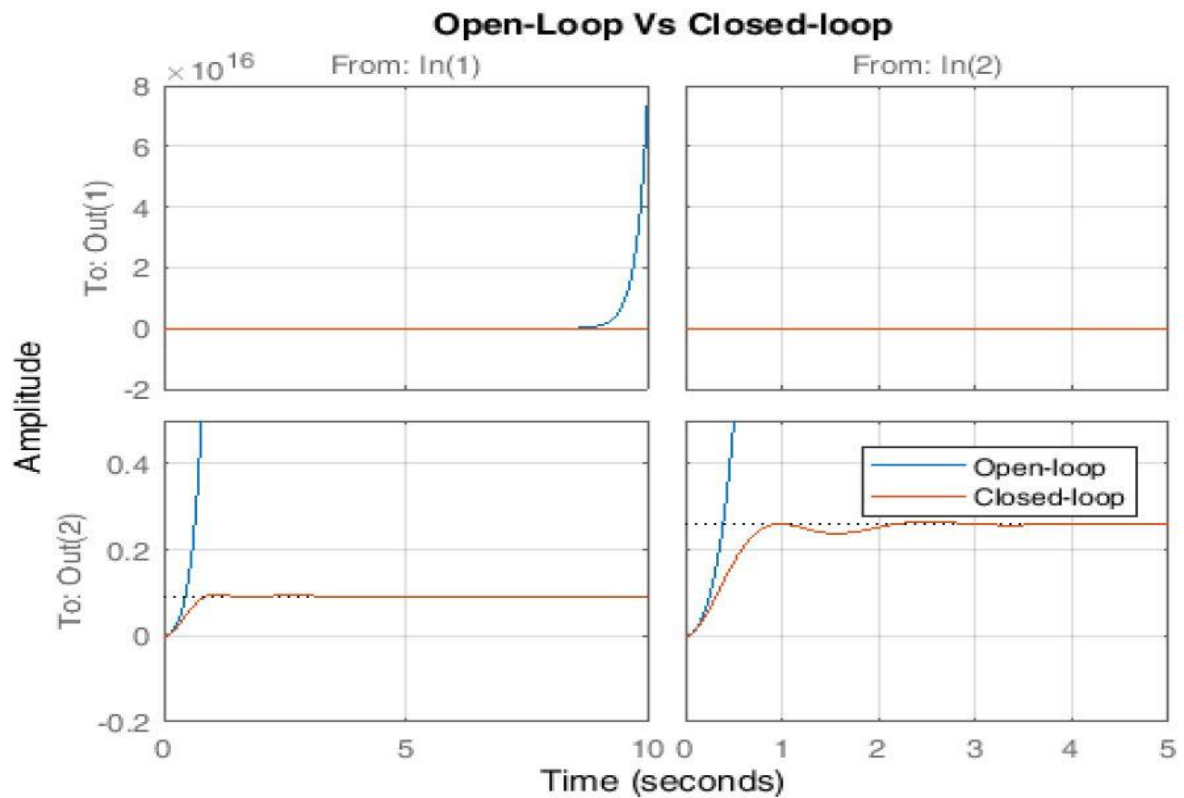 Open-Loop Vs Closed-loop
From: In(1)
From: In(2)
× 10^16
8
6
4
2
0
-2
To: Out(1)
Amplitude
0.4
0.2
0
-0.2
To: Out(2)
Open-loop
Closed-loop
0
5
10
0
1
2
3
4
5
Time (seconds)